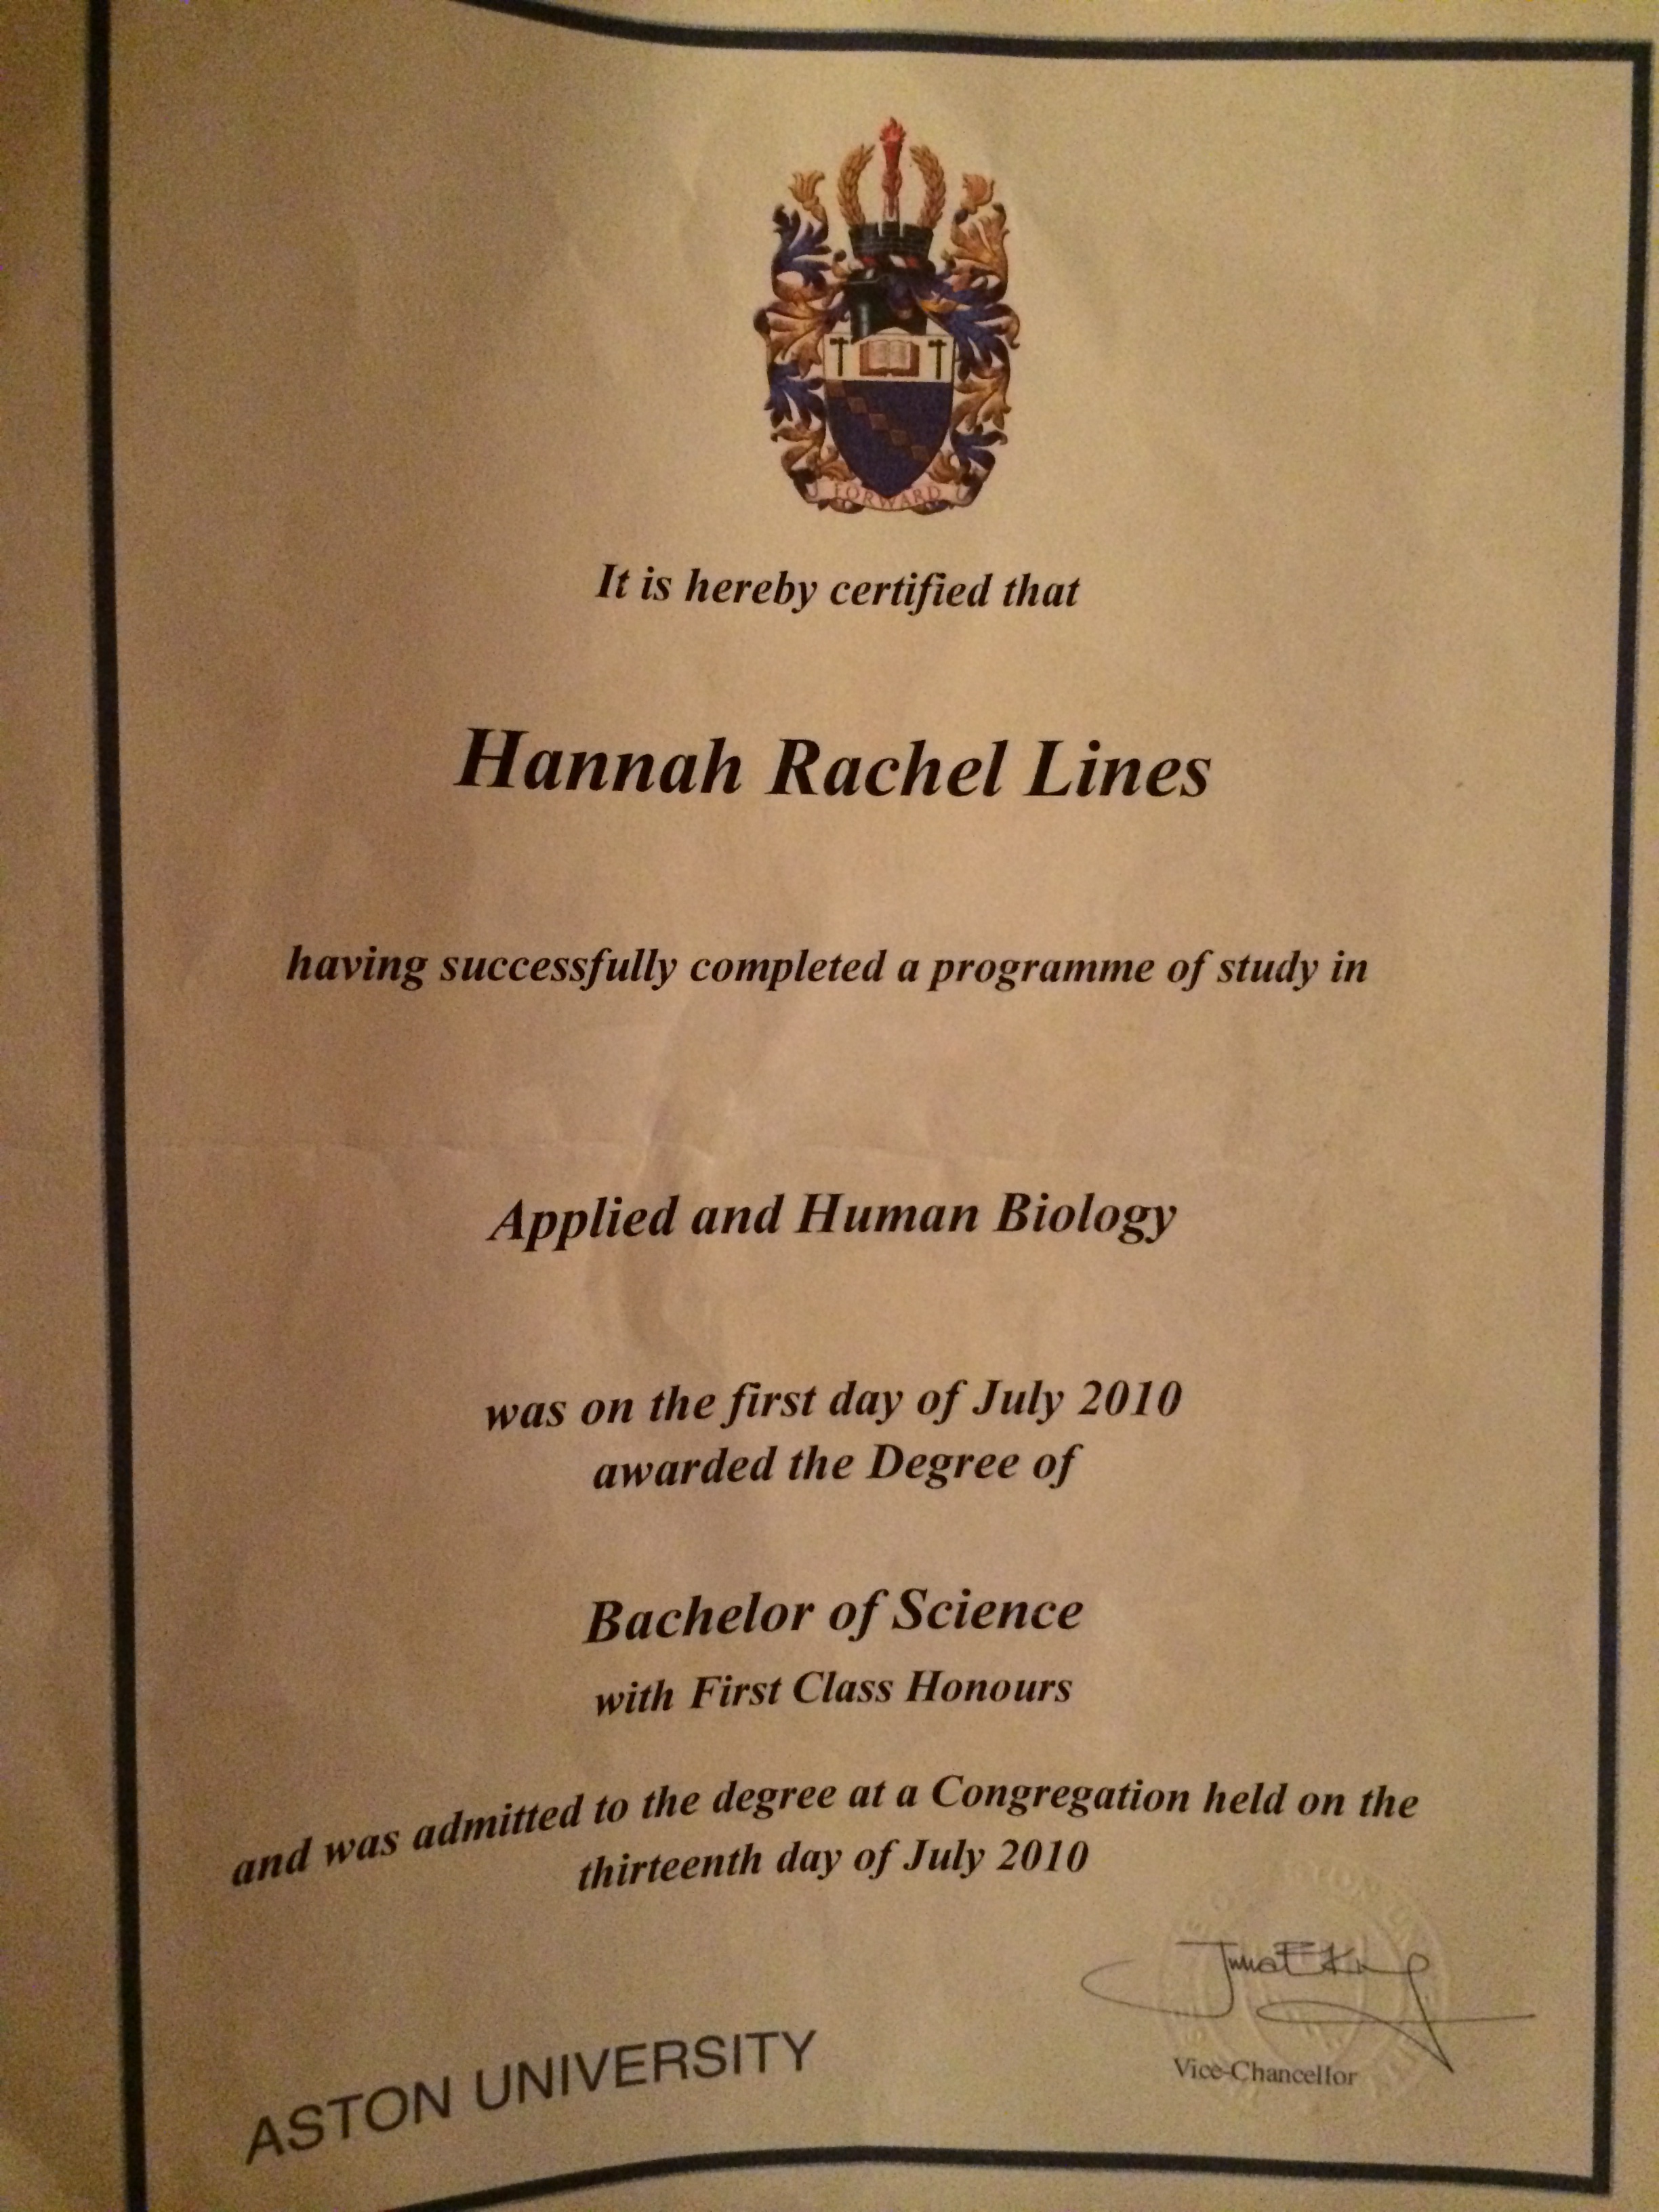 FORWARD
It is hereby certified that
Hannah Rachel Lines
having successfully completed a programme of study in
Applied and Human Biology
was on the first day of July 2010
awarded the Degree of
Bachelor of Science
with First Class Honours
and was admitted to the degree at a Congregation held on the
thirteenth day of July 2010
Vice-Chancellor
ASTON UNIVERSITY